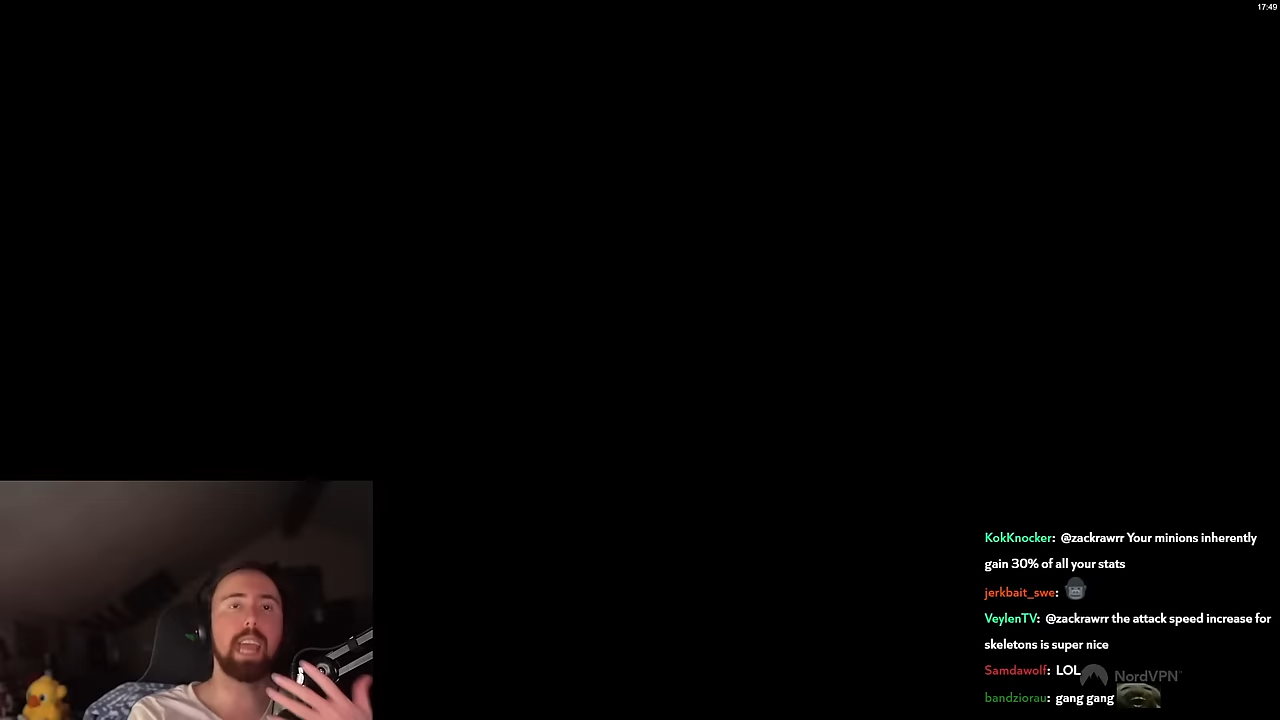 17:49
KokKnocker: @zackrawrr Your minions inherently
gain 30% of all your stats
jerkbait_swe:
VeylenTV: @zackrawrr the attack speed increase for
skeletons is super nice
Samdawolf: LOL
NordVPN
bandziorau: gang gang